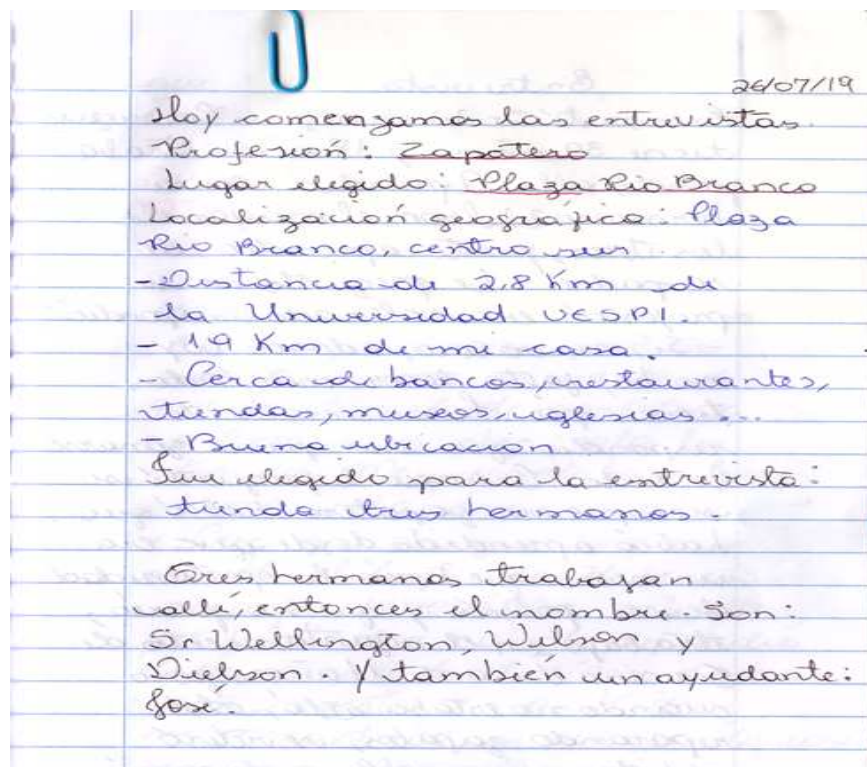 26/07/19
Hoy comenzamos las entrevistas.
Profesión: Zapatero
Lugar elegido: Plaza Rio Branco
Localización geográfica: Plaza
Rio Branco, centro sur.
- Distancia de 2,8 Km de
la Universidad UESPI.
- 19 Km de mi casa.
- Cerca de bancos, restaurantes,
tiendas, museos, iglesias...
- Buena ubicación
Fue elegido para la entrevista:
tienda tres hermanos.
Tres hermanos trabajan
allí, entonces el nombre. Son:
Sr Wellington, Wilson y
Dielson. Y también un ayudante:
José.